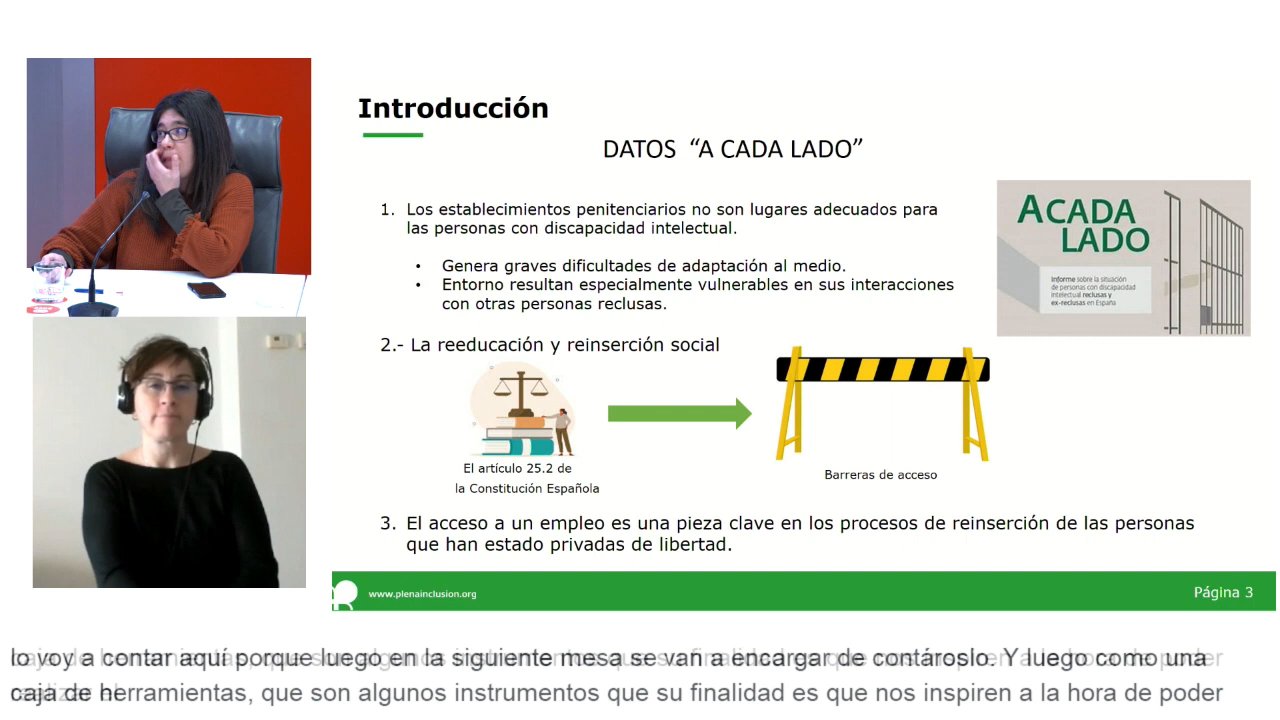 Introducción
DATOS “A CADA LADO”
1. Los establecimientos penitenciarios no son lugares adecuados para
las personas con discapacidad intelectual.
• Genera graves dificultades de adaptación al medio.
• Entorno resultan especialmente vulnerables en sus interacciones
con otras personas reclusas.
A CADA
LADO
Informe sobre la situación
de personas con discapacidad
intelectual reclusas y
ex-reclusas en España
2.- La reeducación y reinserción social
El artículo 25.2 de
la Constitución Española
Barreras de acceso
3. El acceso a un empleo es una pieza clave en los procesos de reinserción de las personas
que han estado privadas de libertad.
www.plenainclusion.org
Página 3
lo voy a contar aquí porque luego en la siguiente mesa se van a encargar de contároslo. Y luego como una
caja de herramientas, que son algunos instrumentos que su finalidad es que nos inspiren a la hora de poder